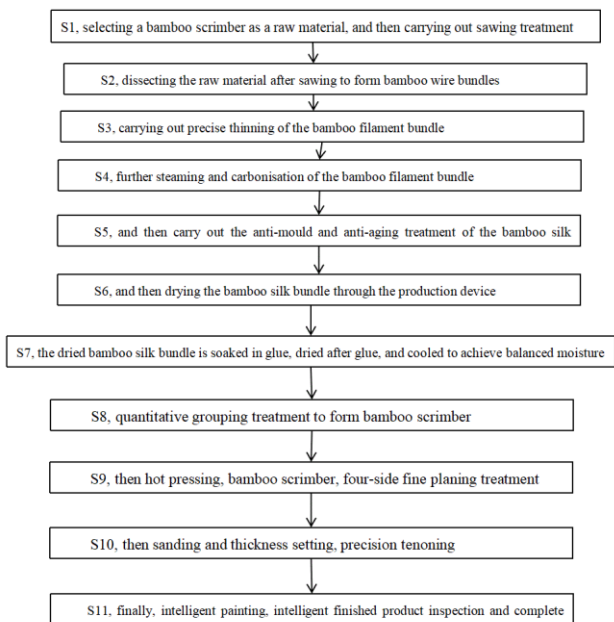 S1, selecting a bamboo scrimber as a raw material, and then carrying out sawing treatment
S2, dissecting the raw material after sawing to form bamboo wire bundles
S3, carrying out precise thinning of the bamboo filament bundle
S4, further steaming and carbonisation of the bamboo filament bundle
S5, and then carry out the anti-mould and anti-aging treatment of the bamboo silk
S6, and then drying the bamboo silk bundle through the production device
S7, the dried bamboo silk bundle is soaked in glue, dried after glue, and cooled to achieve balanced moisture
S8, quantitative grouping treatment to form bamboo scrimber
S9, then hot pressing, bamboo scrimber, four-side fine planing treatment
S10, then sanding and thickness setting, precision tenoning
S11, finally, intelligent painting, intelligent finished product inspection and complete